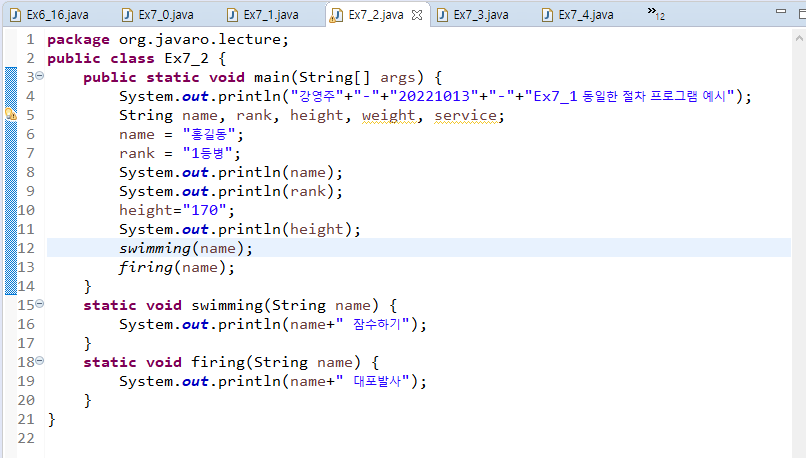 Ex6_16.java Ex7_0.java Ex7_1.java Ex7_2.java Ex7_3.java Ex7_4.java »12
1 package org.javaro.lecture;
2 public class Ex7_2 {
3 public static void main(String[] args) {
4 System.out.println("강영주"+"-"+"20221013"+"-"+"Ex7_1 동일한 절차 프로그램 예시");
5 String name, rank, height, weight, service;
6 name = "홍길동";
7 rank = "1등병";
8 System.out.println(name);
9 System.out.println(rank);
10 height="170";
11 System.out.println(height);
12 swimming(name);
13 firing(name);
14 }
15 static void swimming(String name) {
16 System.out.println(name+" 잠수하기");
17 }
18 static void firing(String name) {
19 System.out.println(name+" 대포발사");
20 }
21 }
22